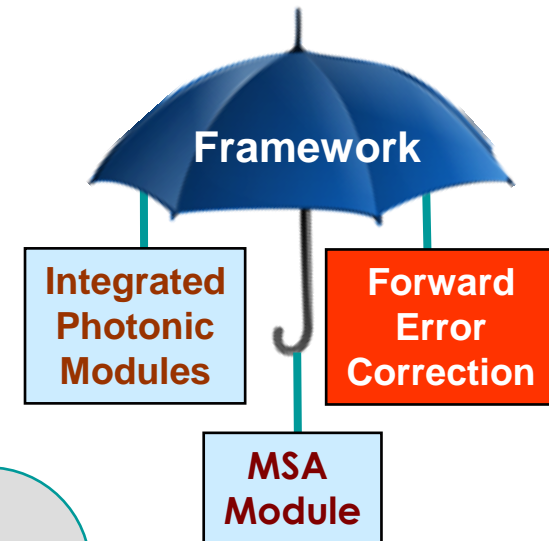 Framework
Integrated
Photonic
Modules
Forward
Error
Correction
MSA
Module